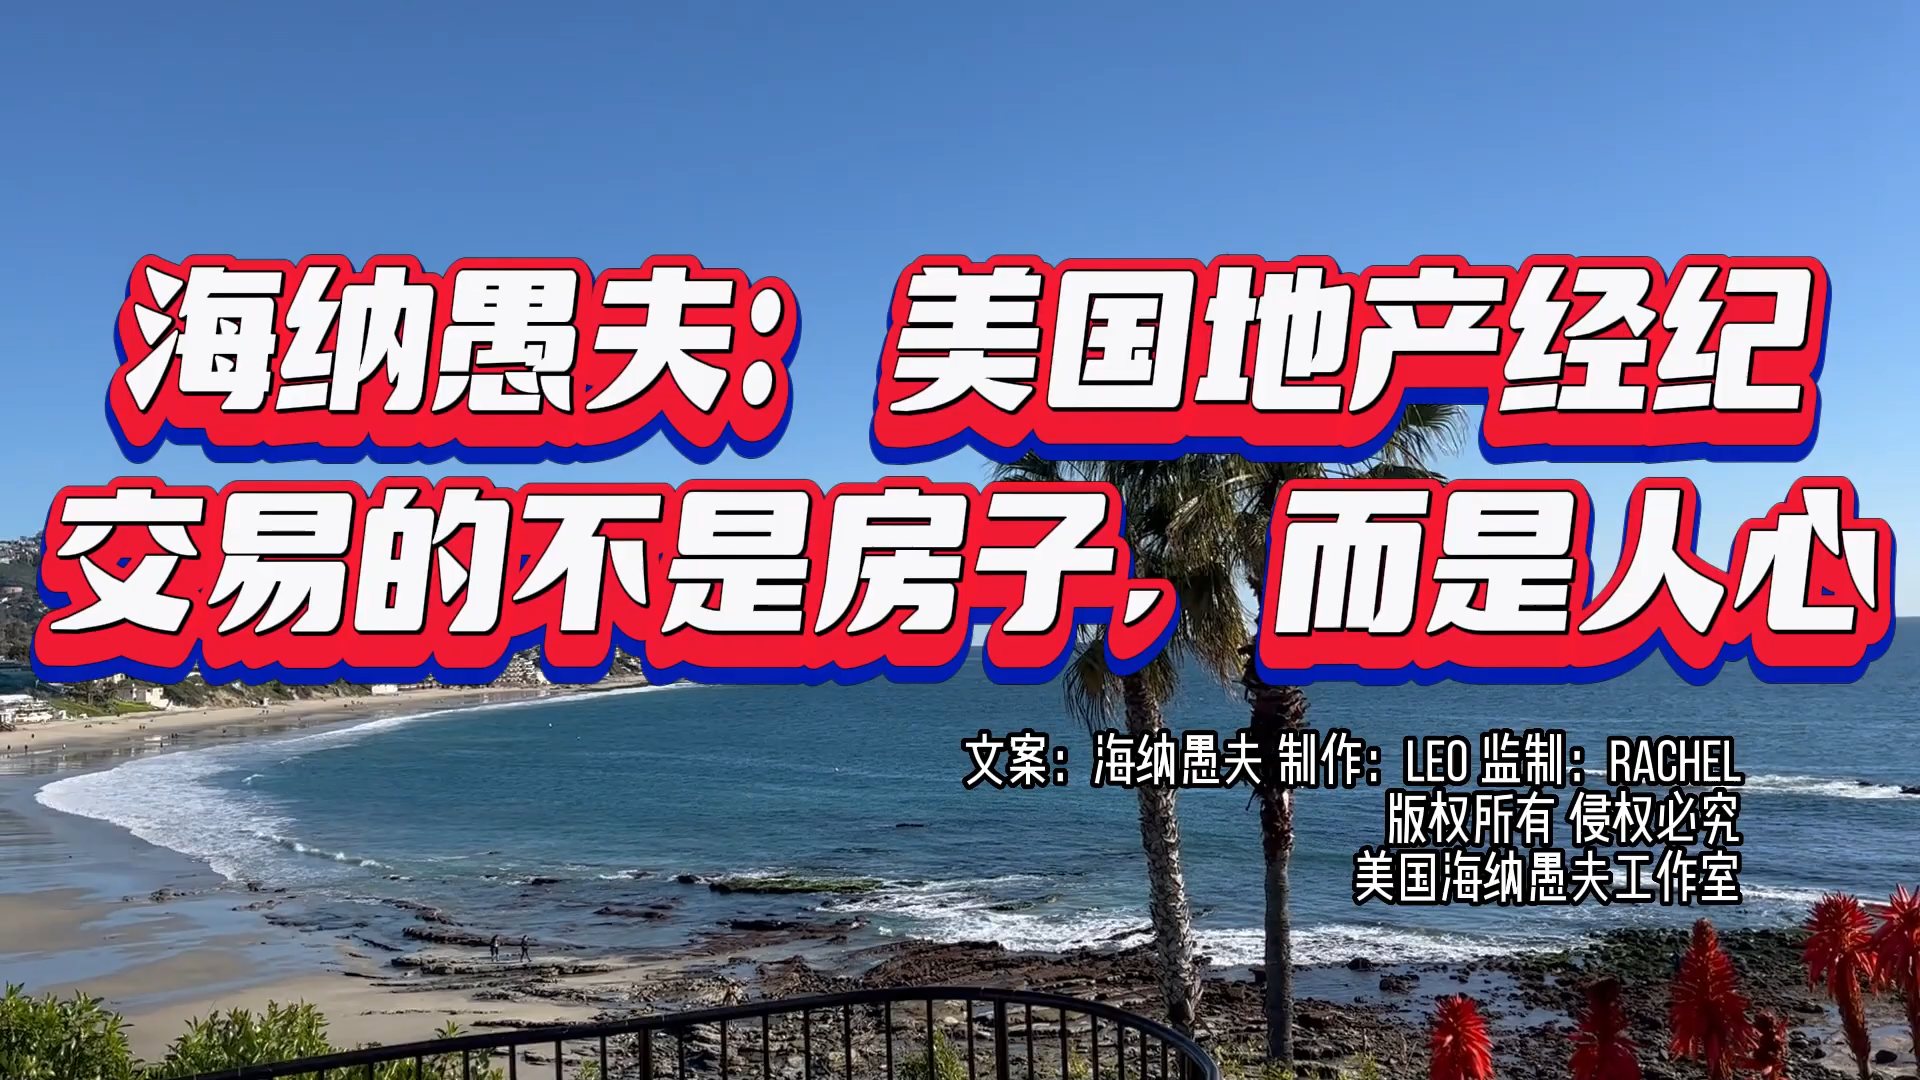 海纳愚夫：美国地产经纪
交易的不是房子，而是人心
文案：海纳愚夫 制作：LEO 监制：RACHEL
版权所有 侵权必究
美国海纳愚夫工作室